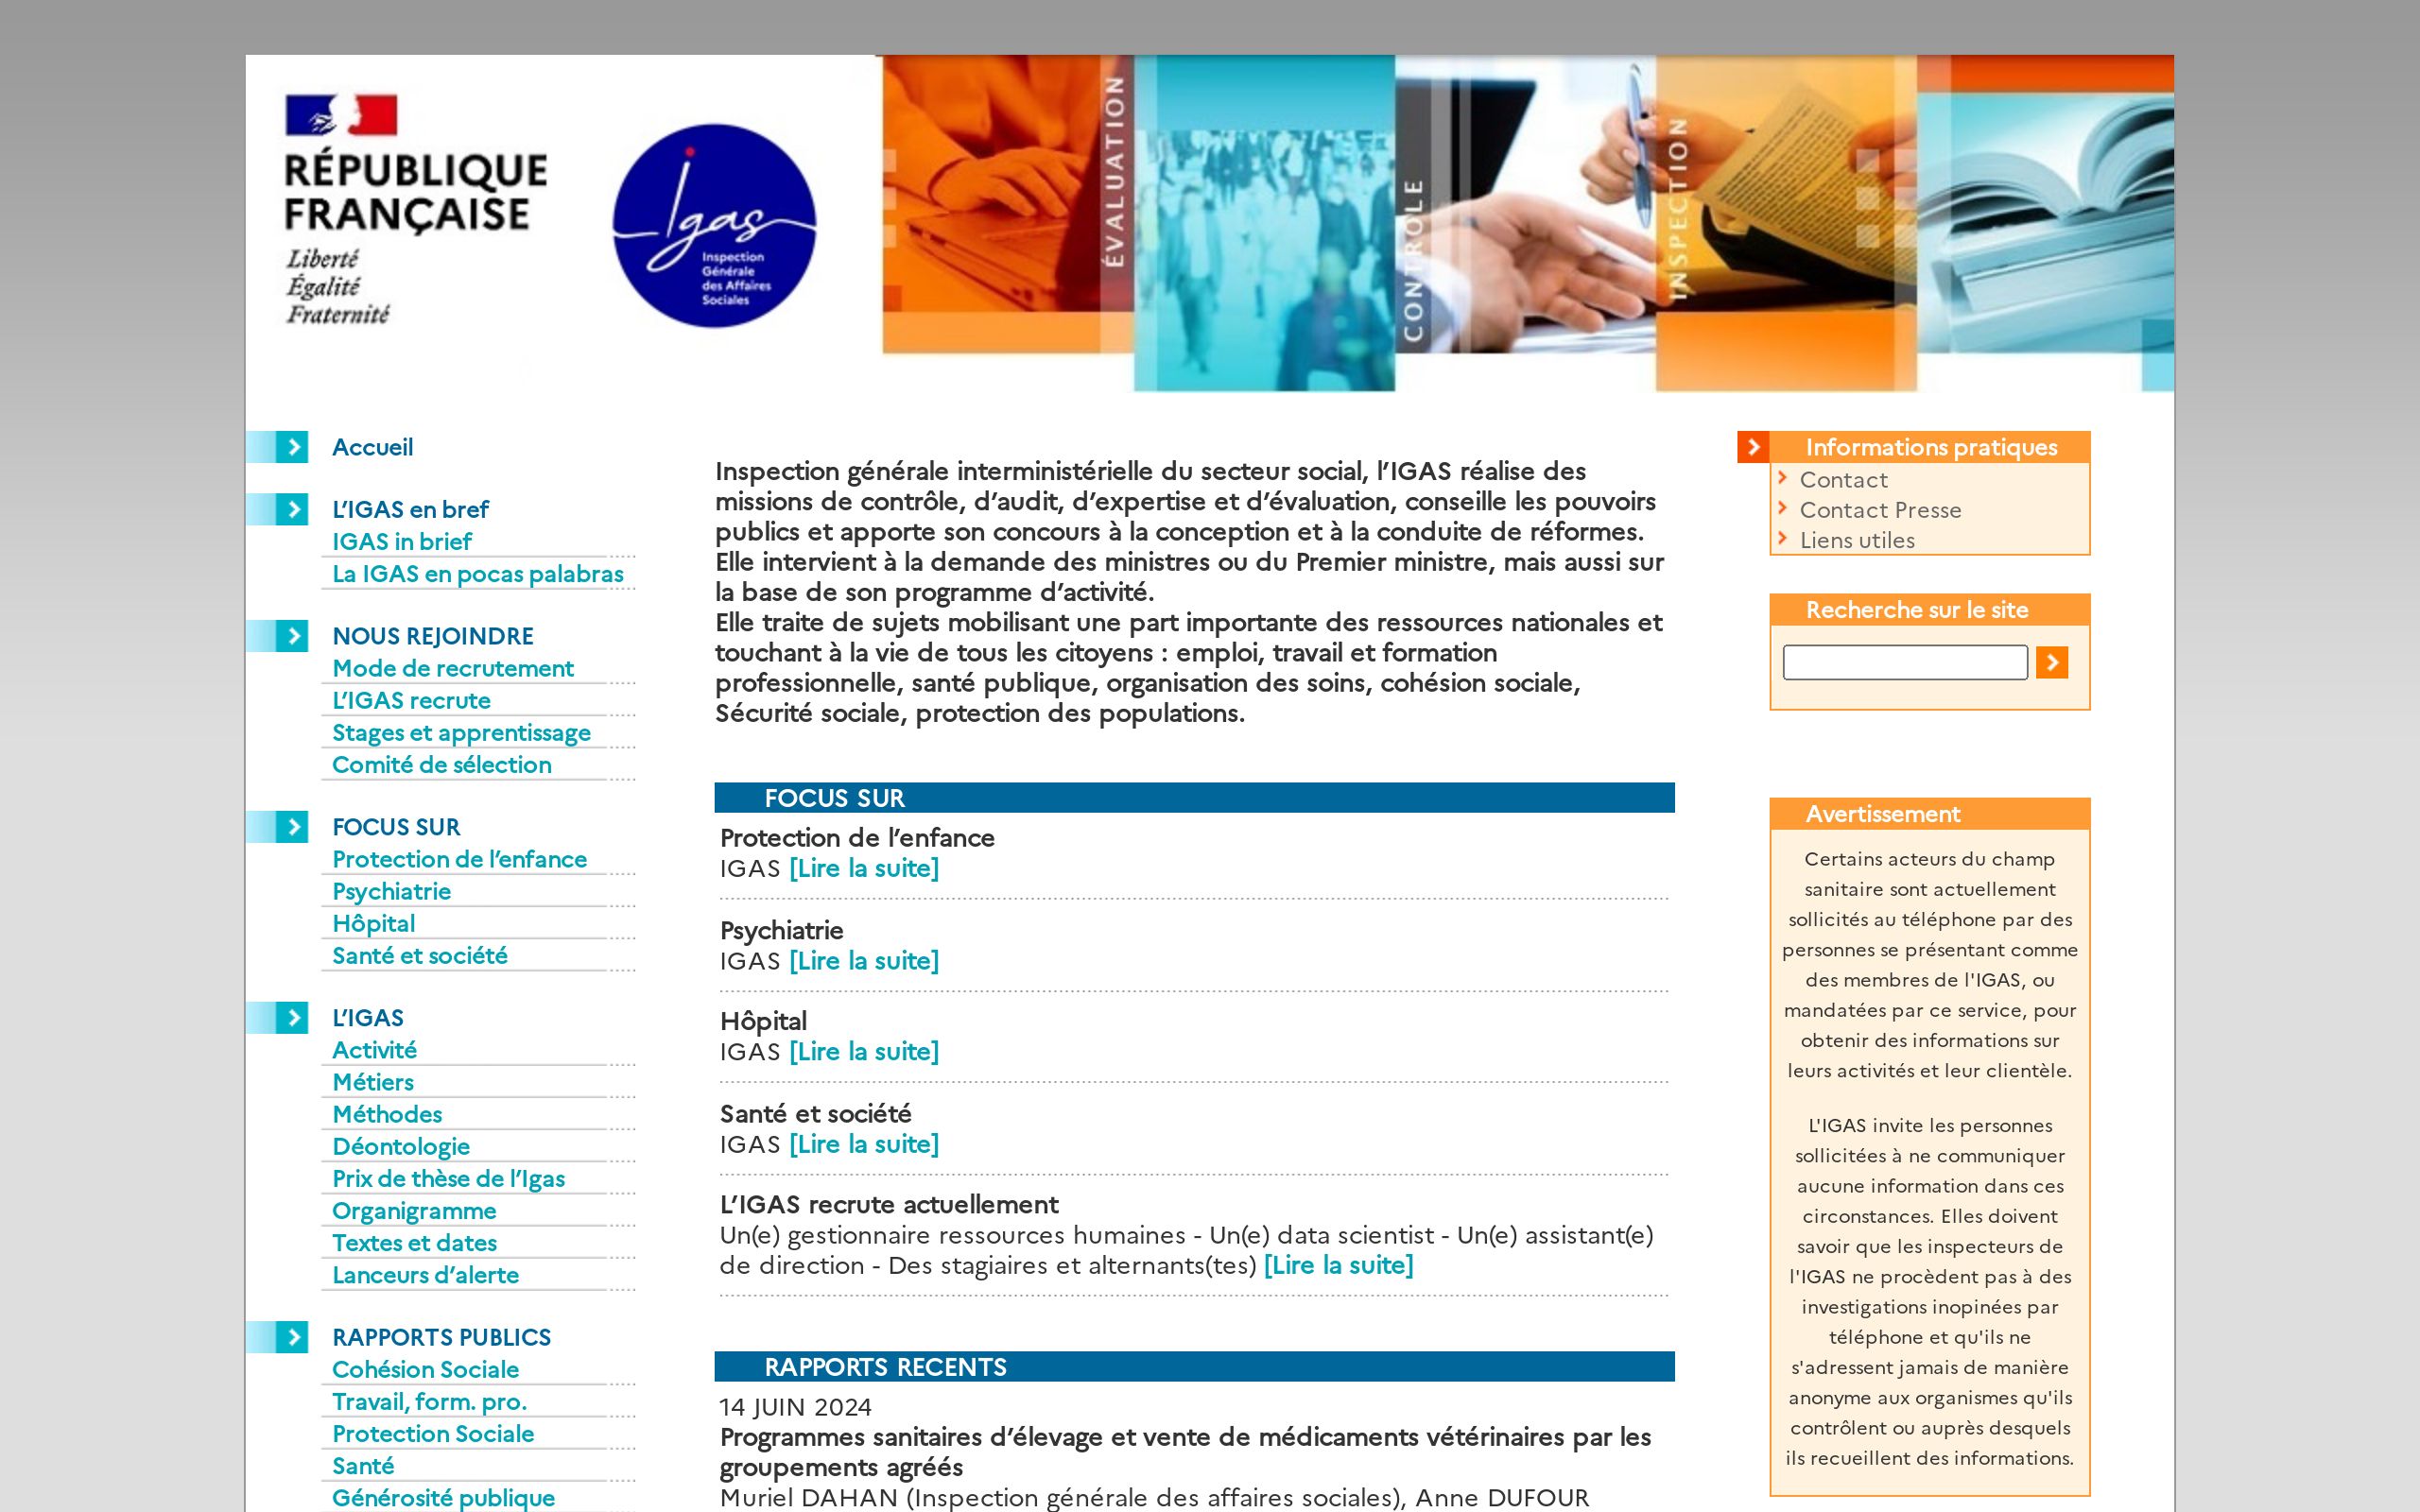 RÉPUBLIQUE
FRANÇAISE
Liberté
Égalité
Fraternité
Igas
Inspection
Générale
des Affaires
Sociales
ÉVALUATION
CONTRÔLE
INSPECTION
Accueil
L’IGAS en bref
IGAS in brief
La IGAS en pocas palabras
NOUS REJOINDRE
Mode de recrutement
L’IGAS recrute
Stages et apprentissage
Comité de sélection
FOCUS SUR
Protection de l’enfance
Psychiatrie
Hôpital
Santé et société
L’IGAS
Activité
Métiers
Méthodes
Déontologie
Prix de thèse de l’Igas
Organigramme
Textes et dates
Lanceurs d’alerte
RAPPORTS PUBLICS
Cohésion Sociale
Travail, form. pro.
Protection Sociale
Santé
Générosité publique
Inspection générale interministérielle du secteur social, l’IGAS réalise des
missions de contrôle, d’audit, d’expertise et d’évaluation, conseille les pouvoirs
publics et apporte son concours à la conception et à la conduite de réformes.
Elle intervient à la demande des ministres ou du Premier ministre, mais aussi sur
la base de son programme d’activité.
Elle traite de sujets mobilisant une part importante des ressources nationales et
touchant à la vie de tous les citoyens : emploi, travail et formation
professionnelle, santé publique, organisation des soins, cohésion sociale,
Sécurité sociale, protection des populations.
FOCUS SUR
Protection de l’enfance
IGAS [Lire la suite]
Psychiatrie
IGAS [Lire la suite]
Hôpital
IGAS [Lire la suite]
Santé et société
IGAS [Lire la suite]
L’IGAS recrute actuellement
Un(e) gestionnaire ressources humaines - Un(e) data scientist - Un(e) assistant(e)
de direction - Des stagiaires et alternants(tes) [Lire la suite]
RAPPORTS RECENTS
14 JUIN 2024
Programmes sanitaires d’élevage et vente de médicaments vétérinaires par les
groupements agréés
Muriel DAHAN (Inspection générale des affaires sociales), Anne DUFOUR
Informations pratiques
Contact
Contact Presse
Liens utiles
Recherche sur le site
Avertissement
Certains acteurs du champ
sanitaire sont actuellement
sollicités au téléphone par des
personnes se présentant comme
des membres de l'IGAS, ou
mandatées par ce service, pour
obtenir des informations sur
leurs activités et leur clientèle.
L'IGAS invite les personnes
sollicitées à ne communiquer
aucune information dans ces
circonstances. Elles doivent
savoir que les inspecteurs de
l'IGAS ne procèdent pas à des
investigations inopinées par
téléphone et qu'ils ne
s'adressent jamais de manière
anonyme aux organismes qu'ils
contrôlent ou auprès desquels
ils recueillent des informations.